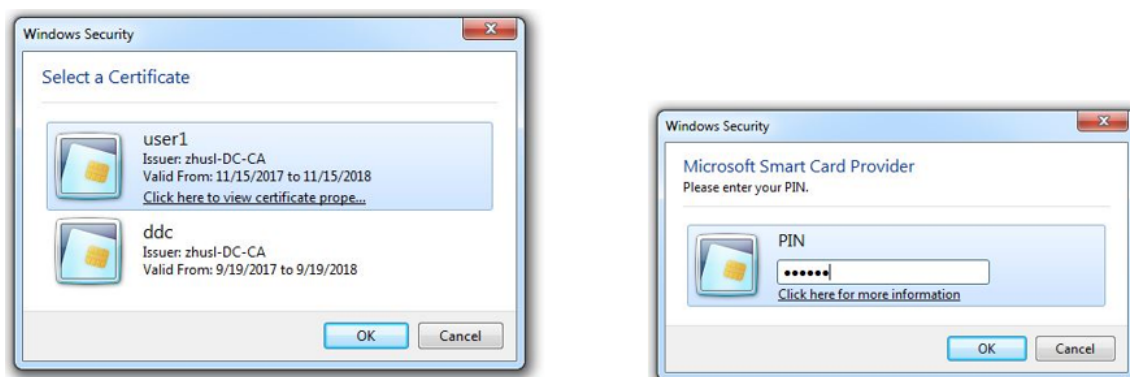 Windows Security
Select a Certificate
user1
Issuer: zhusl-DC-CA
Valid From: 11/15/2017 to 11/15/2018
Click here to view certificate prope...
ddc
Issuer: zhusl-DC-CA
Valid From: 9/19/2017 to 9/19/2018
OK
Cancel
Windows Security
Microsoft Smart Card Provider
Please enter your PIN.
PIN
••••••
Click here for more information
OK
Cancel